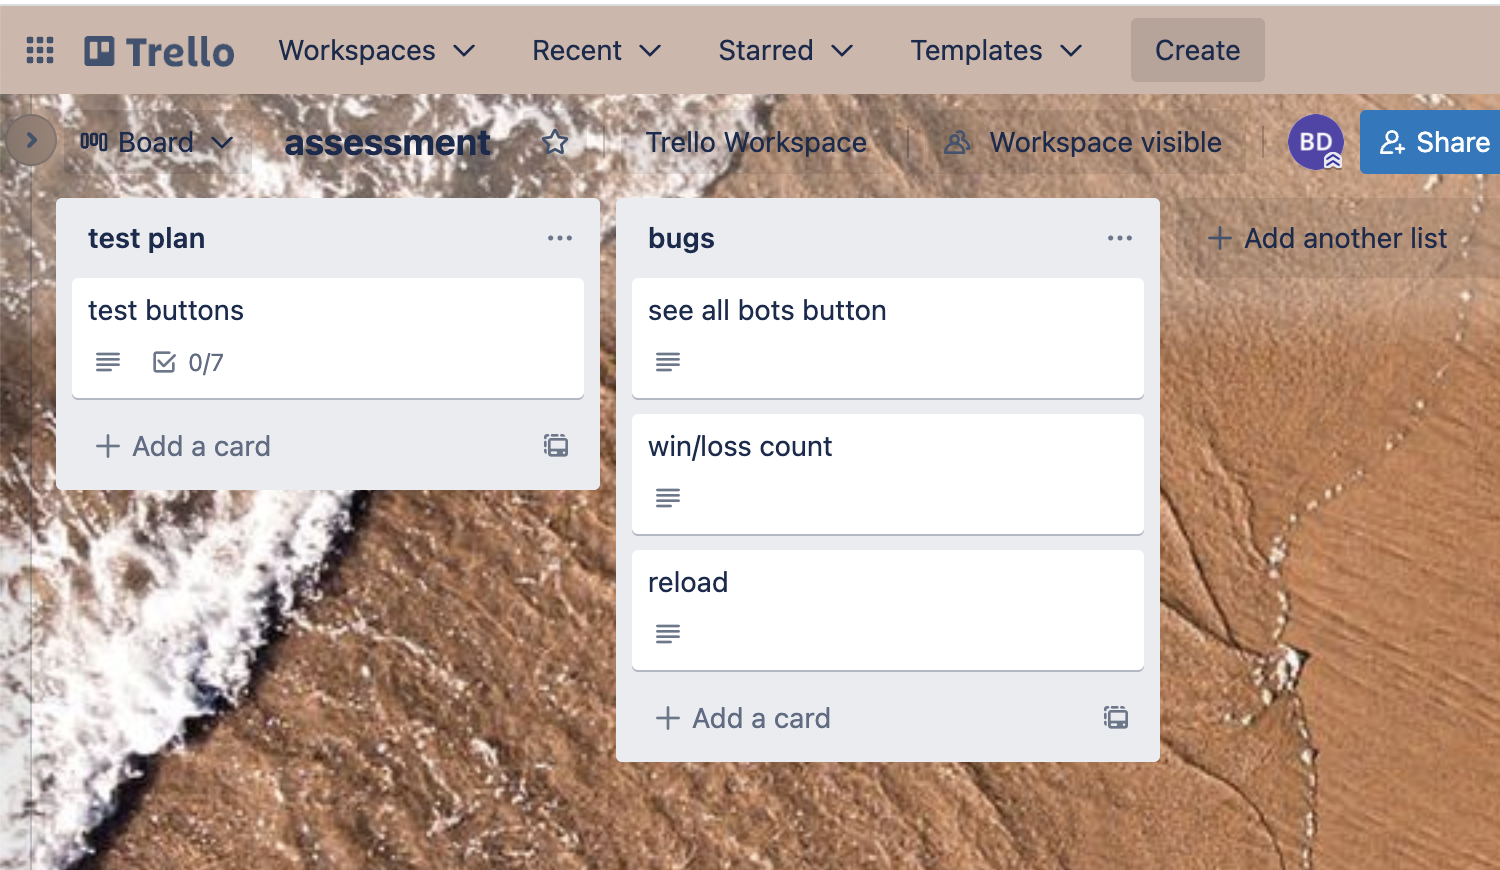 Trello Workspaces Recent Starred Templates Create
Board assessment Trello Workspace Workspace visible BD Share
test plan
test buttons
0/7
Add a card
bugs
see all bots button
win/loss count
reload
Add a card
Add another list